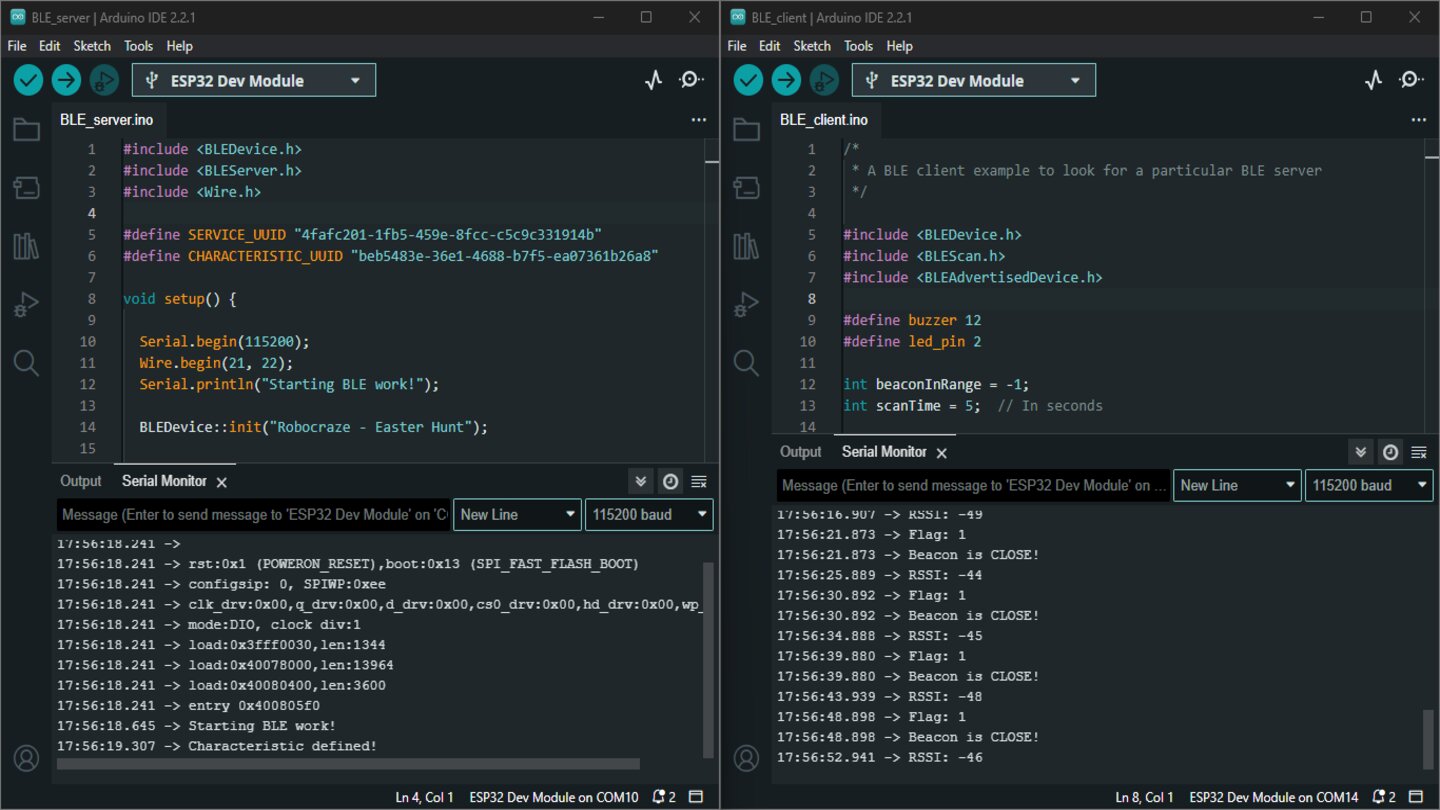 BLE_server | Arduino IDE 2.2.1
File Edit Sketch Tools Help
ESP32 Dev Module
BLE_server.ino
1 #include <BLEDevice.h>
2 #include <BLEServer.h>
3 #include <Wire.h>
4
5 #define SERVICE_UUID "4fafc201-1fb5-459e-8fcc-c5c9c331914b"
6 #define CHARACTERISTIC_UUID "beb5483e-36e1-4688-b7f5-ea07361b26a8"
7
8 void setup() {
9
10 Serial.begin(115200);
11 Wire.begin(21, 22);
12 Serial.println("Starting BLE work!");
13
14 BLEDevice::init("Robocraze - Easter Hunt");
15
Output Serial Monitor
Message (Enter to send message to 'ESP32 Dev Module' on 'C
New Line
115200 baud
17:56:18.241 ->
17:56:18.241 -> rst:0x1 (POWERON_RESET),boot:0x13 (SPI_FAST_FLASH_BOOT)
17:56:18.241 -> configsip: 0, SPIWP:0xee
17:56:18.241 -> clk_drv:0x00,q_drv:0x00,d_drv:0x00,cs0_drv:0x00,hd_drv:0x00,wp_
17:56:18.241 -> mode:DIO, clock div:1
17:56:18.241 -> load:0x3fff0030,len:1344
17:56:18.241 -> load:0x40078000,len:13964
17:56:18.241 -> load:0x40080400,len:3600
17:56:18.241 -> entry 0x400805f0
17:56:18.645 -> Starting BLE work!
17:56:19.307 -> Characteristic defined!
Ln 4, Col 1 ESP32 Dev Module on COM10 2
BLE_client | Arduino IDE 2.2.1
File Edit Sketch Tools Help
ESP32 Dev Module
BLE_client.ino
1 /*
2 * A BLE client example to look for a particular BLE server
3 */
4
5 #include <BLEDevice.h>
6 #include <BLEScan.h>
7 #include <BLEAdvertisedDevice.h>
8
9 #define buzzer 12
10 #define led_pin 2
11
12 int beaconInRange = -1;
13 int scanTime = 5; // In seconds
14
Output Serial Monitor
Message (Enter to send message to 'ESP32 Dev Module' on ...
New Line
115200 baud
17:56:16.907 -> RSSI: -49
17:56:21.873 -> Flag: 1
17:56:21.873 -> Beacon is CLOSE!
17:56:25.889 -> RSSI: -44
17:56:30.892 -> Flag: 1
17:56:30.892 -> Beacon is CLOSE!
17:56:34.888 -> RSSI: -45
17:56:39.880 -> Flag: 1
17:56:39.880 -> Beacon is CLOSE!
17:56:43.939 -> RSSI: -48
17:56:48.898 -> Flag: 1
17:56:48.898 -> Beacon is CLOSE!
17:56:52.941 -> RSSI: -46
Ln 8, Col 1 ESP32 Dev Module on COM14 2